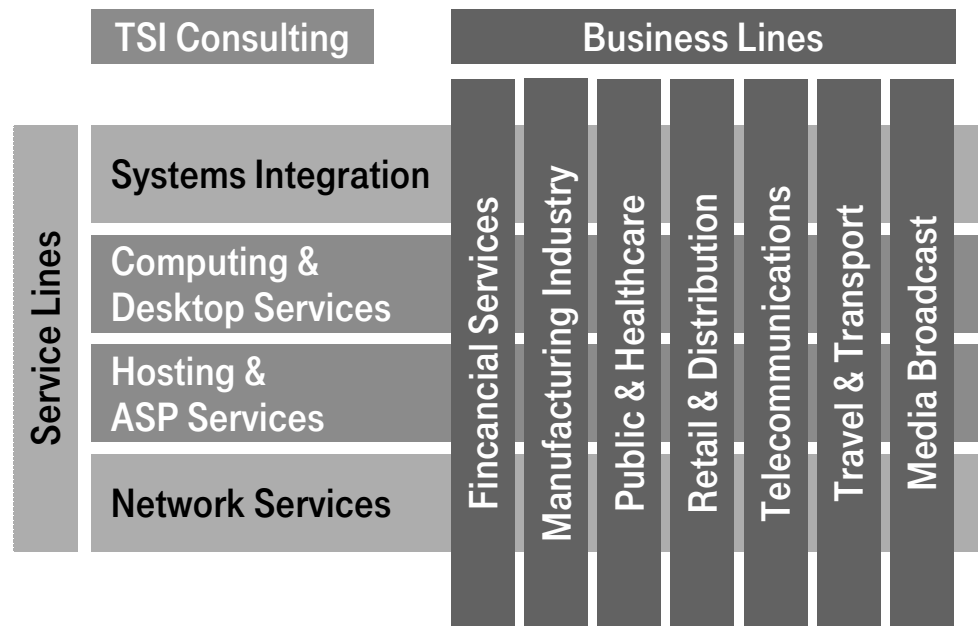 TSI Consulting
Business Lines
Service Lines
Systems Integration
Computing &
Desktop Services
Hosting &
ASP Services
Network Services
Fincancial Services
Manufacturing Industry
Public & Healthcare
Retail & Distribution
Telecommunications
Travel & Transport
Media Broadcast